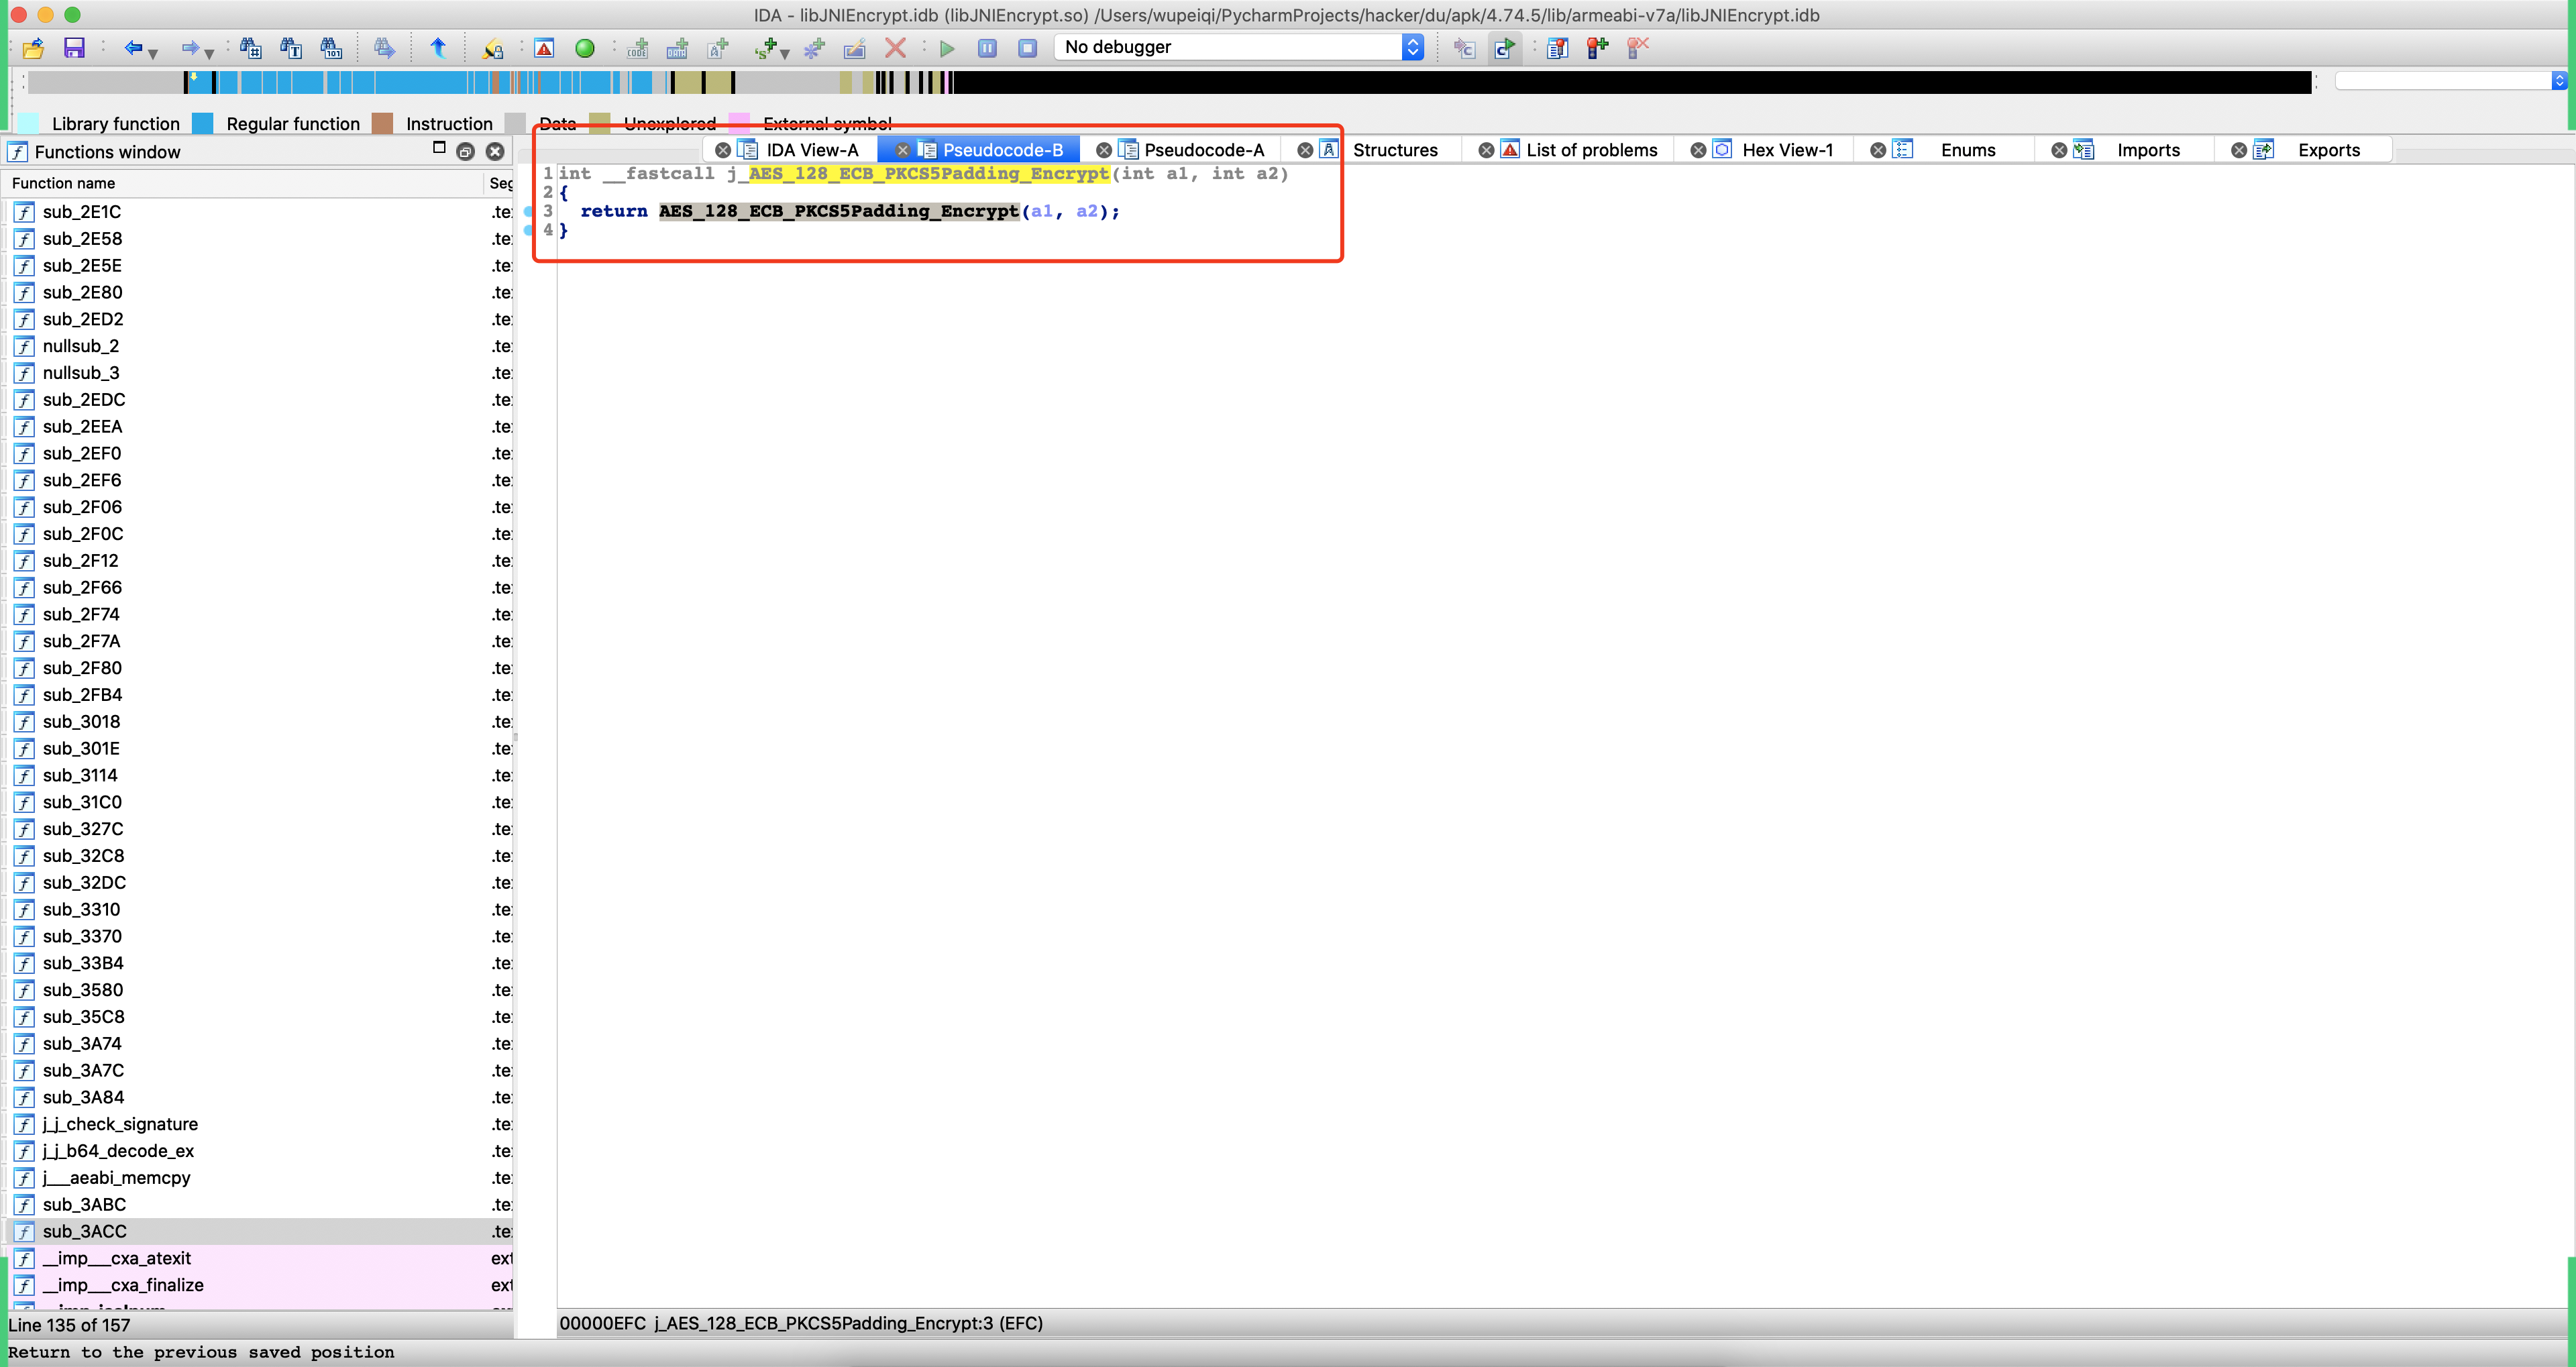 IDA - libJNIEncrypt.idb (libJNIEncrypt.so) /Users/wupeiqi/PycharmProjects/hacker/du/apk/4.74.5/lib/armeabi-v7a/libJNIEncrypt.idb
No debugger
Library function Regular function Instruction Data Unexplored External symbol
Functions window
IDA View-A Pseudocode-B Pseudocode-A Structures List of problems Hex View-1 Enums Imports Exports
Function name Seg
1 int __fastcall j_AES_128_ECB_PKCS5Padding_Encrypt(int a1, int a2)
2 {
3 return AES_128_ECB_PKCS5Padding_Encrypt(a1, a2);
4 }
sub_2E1C .te
sub_2E58 .te
sub_2E5E .te
sub_2E80 .te
sub_2ED2 .te
nullsub_2 .te
nullsub_3 .te
sub_2EDC .te
sub_2EEA .te
sub_2EF0 .te
sub_2EF6 .te
sub_2F06 .te
sub_2F0C .te
sub_2F12 .te
sub_2F66 .te
sub_2F74 .te
sub_2F7A .te
sub_2F80 .te
sub_2FB4 .te
sub_3018 .te
sub_301E .te
sub_3114 .te
sub_31C0 .te
sub_327C .te
sub_32C8 .te
sub_32DC .te
sub_3310 .te
sub_3370 .te
sub_33B4 .te
sub_3580 .te
sub_35C8 .te
sub_3A74 .te
sub_3A7C .te
sub_3A84 .te
j_j_check_signature .te
j_j_b64_decode_ex .te
j___aeabi_memcpy .te
sub_3ABC .te
sub_3ACC .te
__imp___cxa_atexit ext
__imp___cxa_finalize ext
Line 135 of 157
00000EFC j_AES_128_ECB_PKCS5Padding_Encrypt:3 (EFC)
Return to the previous saved position